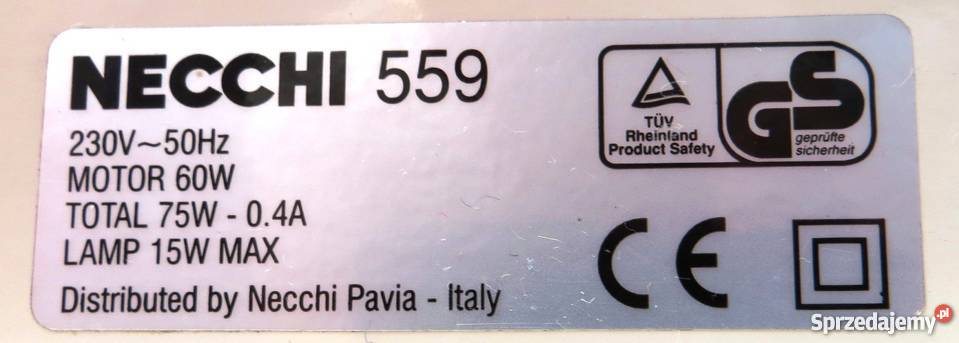 NECCHI 559
230V~50Hz
MOTOR 60W
TOTAL 75W - 0.4A
LAMP 15W MAX
Distributed by Necchi Pavia - Italy
TÜV
Rheinland
Product Safety
GS
geprüfte
sicherheit
CE
Sprzedajemy.pl